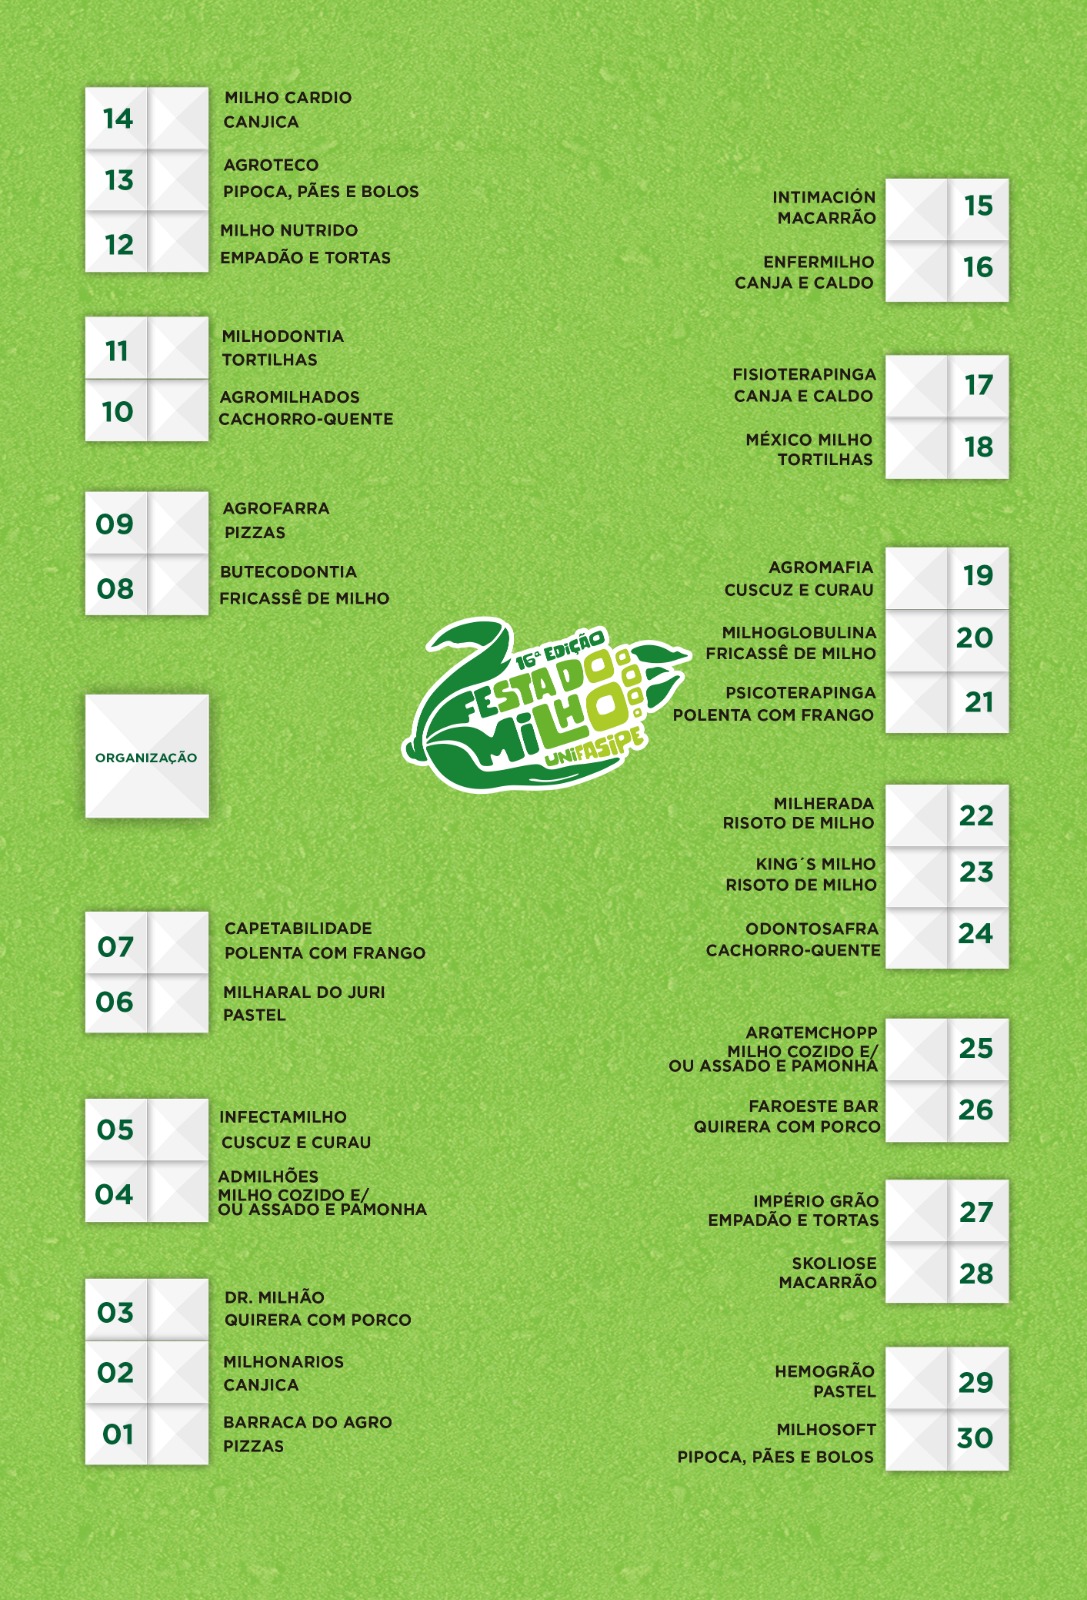 14
MILHO CARDIO
CANJICA
13
AGROTECO
PIPOCA, PÃES E BOLOS
12
MILHO NUTRIDO
EMPADÃO E TORTAS
11
MILHODONTIA
TORTILHAS
10
AGROMILHADOS
CACHORRO-QUENTE
09
AGROFARRA
PIZZAS
08
BUTECODONTIA
FRICASSÊ DE MILHO
ORGANIZAÇÃO
07
CAPETABILIDADE
POLENTA COM FRANGO
06
MILHARAL DO JURI
PASTEL
05
INFECTAMILHO
CUSCUZ E CURAU
04
ADMILHÕES
MILHO COZIDO E/
OU ASSADO E PAMONHA
03
DR. MILHÃO
QUIRERA COM PORCO
02
MILHONARIOS
CANJICA
01
BARRACA DO AGRO
PIZZAS
16ª EDIÇÃO
FESTA DO
MILHO
UNIFASIPE
INTIMACIÓN
MACARRÃO
15
ENFERMILHO
CANJA E CALDO
16
FISIOTERAPINGA
CANJA E CALDO
17
MÉXICO MILHO
TORTILHAS
18
AGROMAFIA
CUSCUZ E CURAU
19
MILHOGLOBULINA
FRICASSÊ DE MILHO
20
PSICOTERAPINGA
POLENTA COM FRANGO
21
MILHERADA
RISOTO DE MILHO
22
KING´S MILHO
RISOTO DE MILHO
23
ODONTOSAFRA
CACHORRO-QUENTE
24
ARQTEMCHOPP
MILHO COZIDO E/
OU ASSADO E PAMONHA
25
FAROESTE BAR
QUIRERA COM PORCO
26
IMPÉRIO GRÃO
EMPADÃO E TORTAS
27
SKOLIOSE
MACARRÃO
28
HEMOGRÃO
PASTEL
29
MILHOSOFT
PIPOCA, PÃES E BOLOS
30